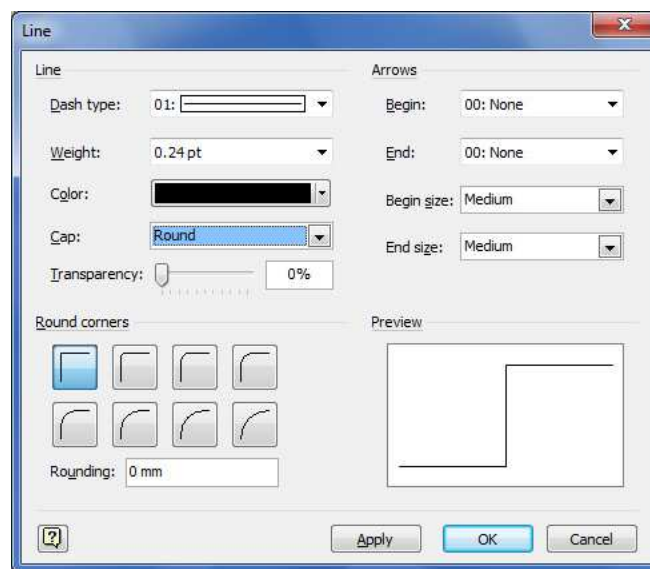 Line
Line
Dash type: 01:
Weight: 0.24 pt
Color:
Cap: Round
Transparency: 0%
Arrows
Begin: 00: None
End: 00: None
Begin size: Medium
End size: Medium
Round corners
Rounding: 0 mm
Preview
?
Apply OK Cancel